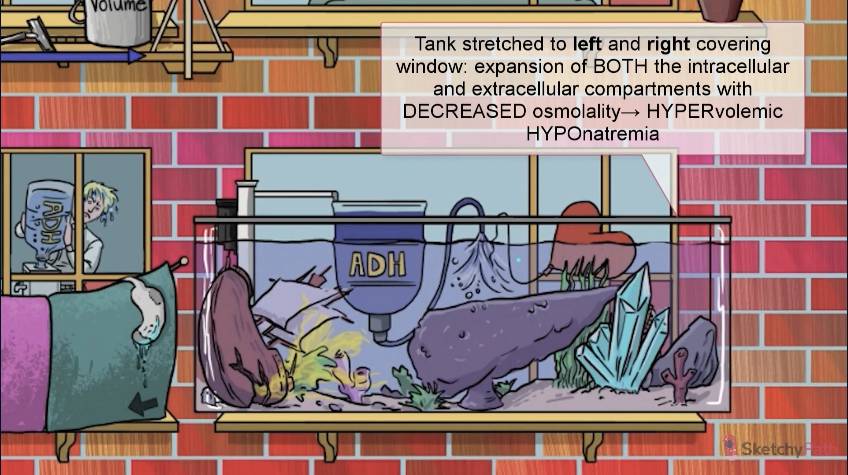 Volume
Tank stretched to left and right covering
window: expansion of BOTH the intracellular
and extracellular compartments with
DECREASED osmolality→ HYPERvolemic
HYPOnatremia
ADH
ADH
SketchyPath